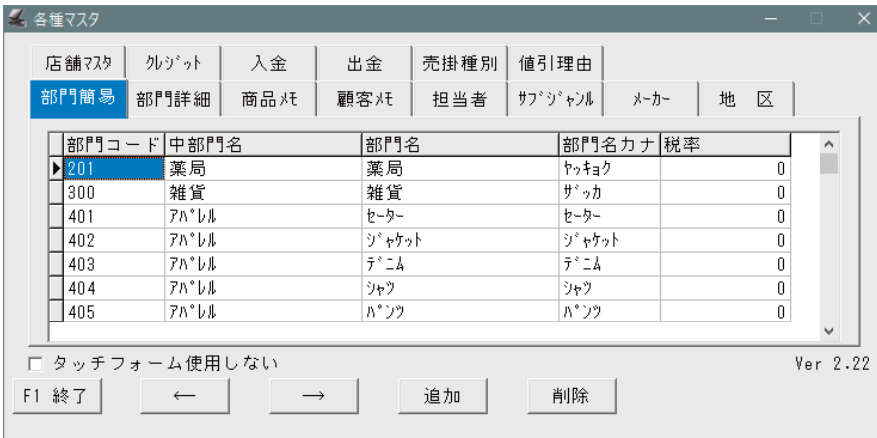 各種マスタ
店舗ﾏｽﾀ ｸﾚｼﾞｯﾄ 入金 出金 売掛種別 値引理由
部門簡易 部門詳細 商品ﾒﾓ 顧客ﾒﾓ 担当者 ｻﾌﾞｼﾞｬﾝﾙ ﾒｰｶｰ 地 区
部門コード 中部門名 部門名 部門名カナ 税率
201 薬局 薬局 ﾔｯｷｮｸ 0
300 雑貨 雑貨 ｻﾞｯｶ 0
401 ｱﾊﾟﾚﾙ ｾｰﾀｰ ｾｰﾀｰ 0
402 ｱﾊﾟﾚﾙ ｼﾞｬｹｯﾄ ｼﾞｬｹｯﾄ 0
403 ｱﾊﾟﾚﾙ ﾃﾞﾆﾑ ﾃﾞﾆﾑ 0
404 ｱﾊﾟﾚﾙ ｼｬﾂ ｼｬﾂ 0
405 ｱﾊﾟﾚﾙ ﾊﾟﾝﾂ ﾊﾟﾝﾂ 0
タッチフォーム使用しない Ver 2.22
F1 終了 ← → 追加 削除